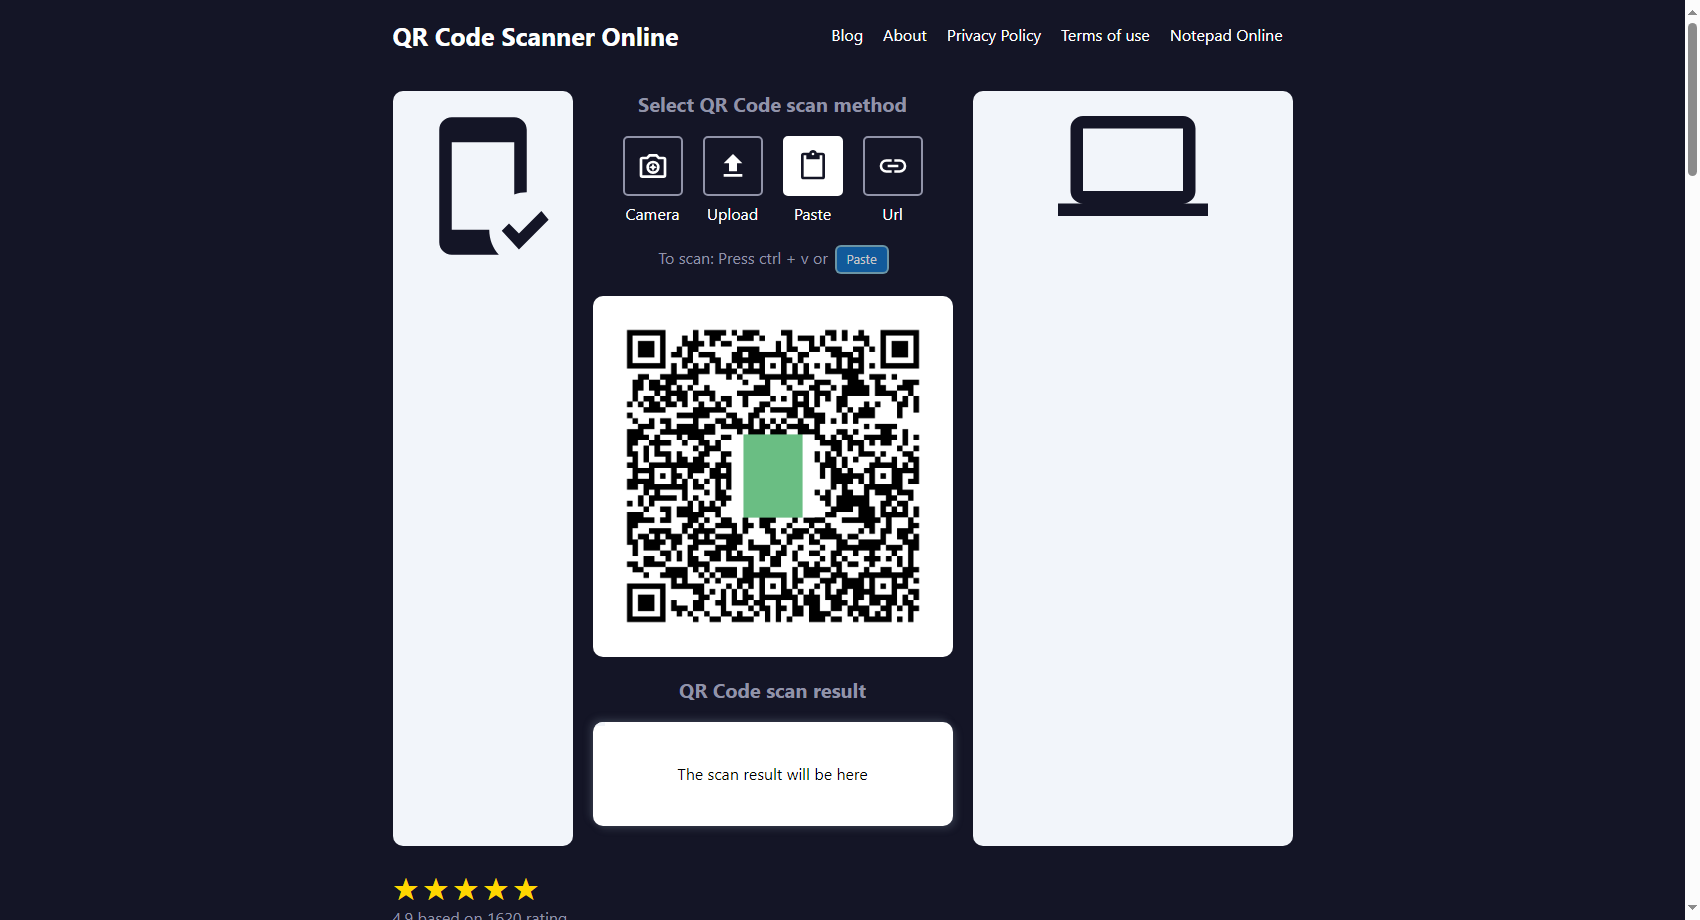 QR Code Scanner Online
Blog About Privacy Policy Terms of use Notepad Online
Select QR Code scan method
Camera Upload Paste Url
To scan: Press ctrl + v or Paste
QR Code scan result
The scan result will be here
4.9 based on 1620 rating